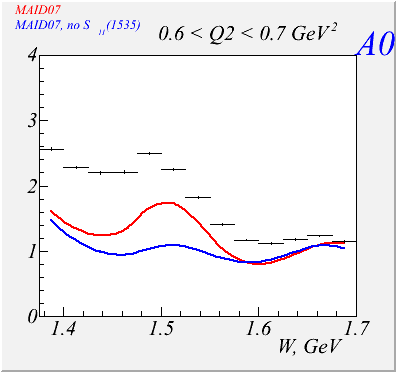 MAID07
MAID07, no S 11(1535)
0.6 < Q2 < 0.7 GeV2
A0
4
3
2
1
0
1.4 1.5 1.6 1.7
W, GeV